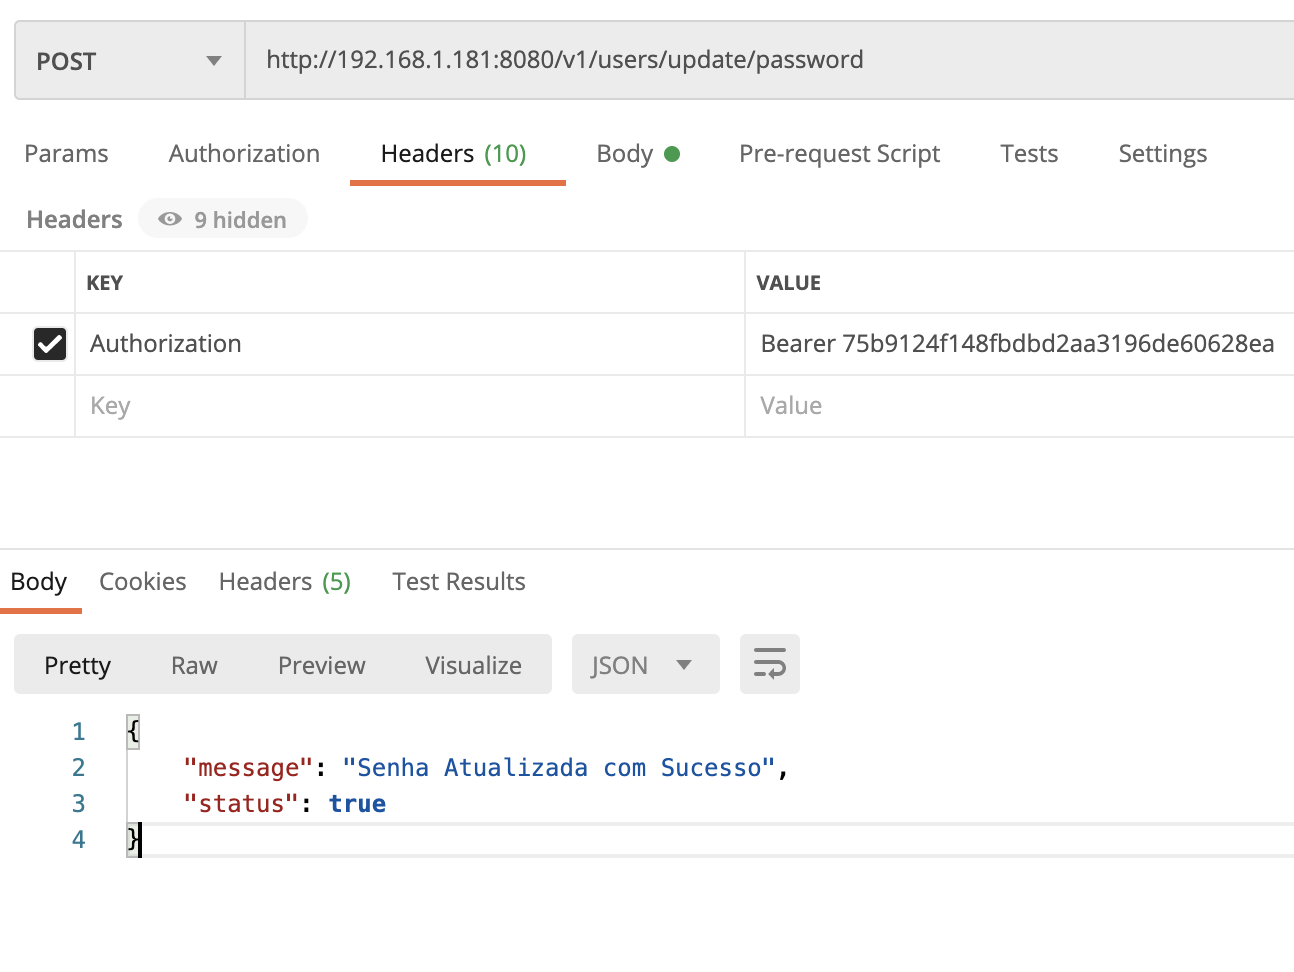 POST http://192.168.1.181:8080/v1/users/update/password
Params Authorization Headers (10) Body Pre-request Script Tests Settings
Headers 9 hidden
KEY VALUE
Authorization Bearer 75b9124f148fbdbd2aa3196de60628ea
Key Value
Body Cookies Headers (5) Test Results
Pretty Raw Preview Visualize JSON
1 {
2 "message": "Senha Atualizada com Sucesso",
3 "status": true
4 }